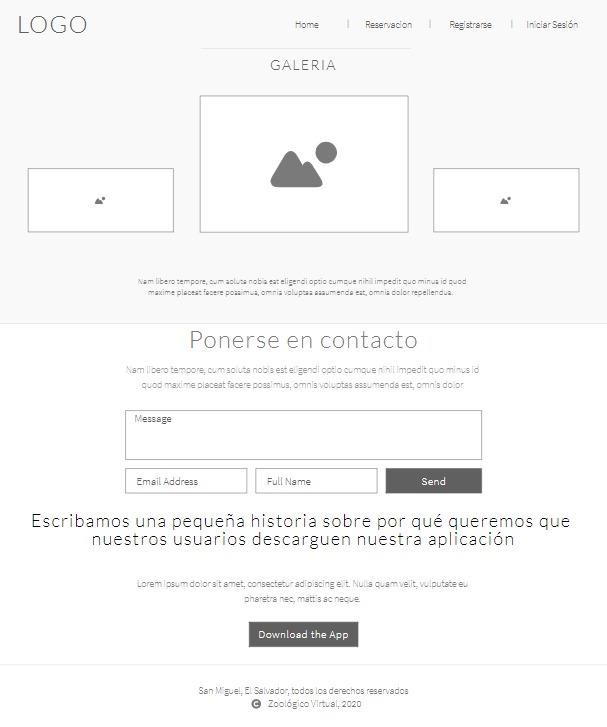 LOGO
Home | Reservacion | Registrarse | Iniciar Sesión
GALERIA
Nam libero tempore, cum soluta nobis est eligendi optio cumque nihil impedit quo minus id quod
maxime placeat facere possimus, omnis voluptas assumenda est, omnis dolor repellendus.
Ponerse en contacto
Nam libero tempore, cum soluta nobis est eligendi optio cumque nihil impedit quo minus id
quod maxime placeat facere possimus, omnis voluptas assumenda est, omnis dolor.
Message
Email Address
Full Name
Send
Escribamos una pequeña historia sobre por qué queremos que
nuestros usuarios descarguen nuestra aplicación
Lorem ipsum dolor sit amet, consectetur adipiscing elit. Nulla quam velit, vulputate eu
pharetra nec, mattis ac neque.
Download the App
San Miguel, El Salvador, todos los derechos reservados
© Zoológico Virtual, 2020